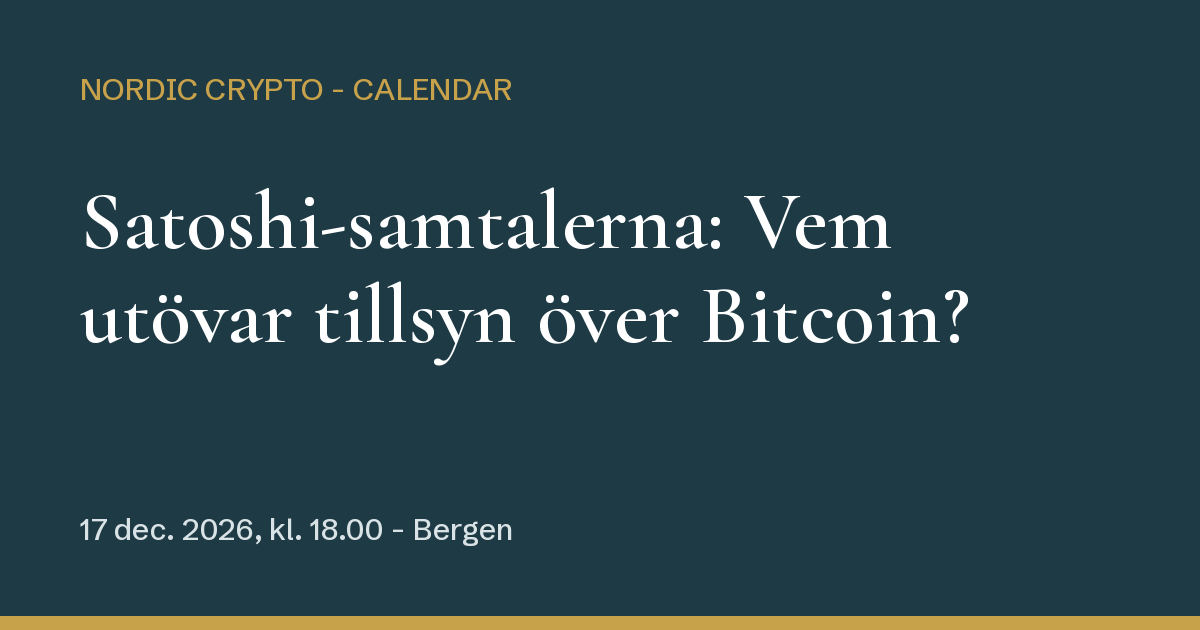 NORDIC CRYPTO - CALENDAR
Satoshi-samtalerna: Vem
utövar tillsyn över Bitcoin?
17 dec. 2026, kl. 18.00 - Bergen